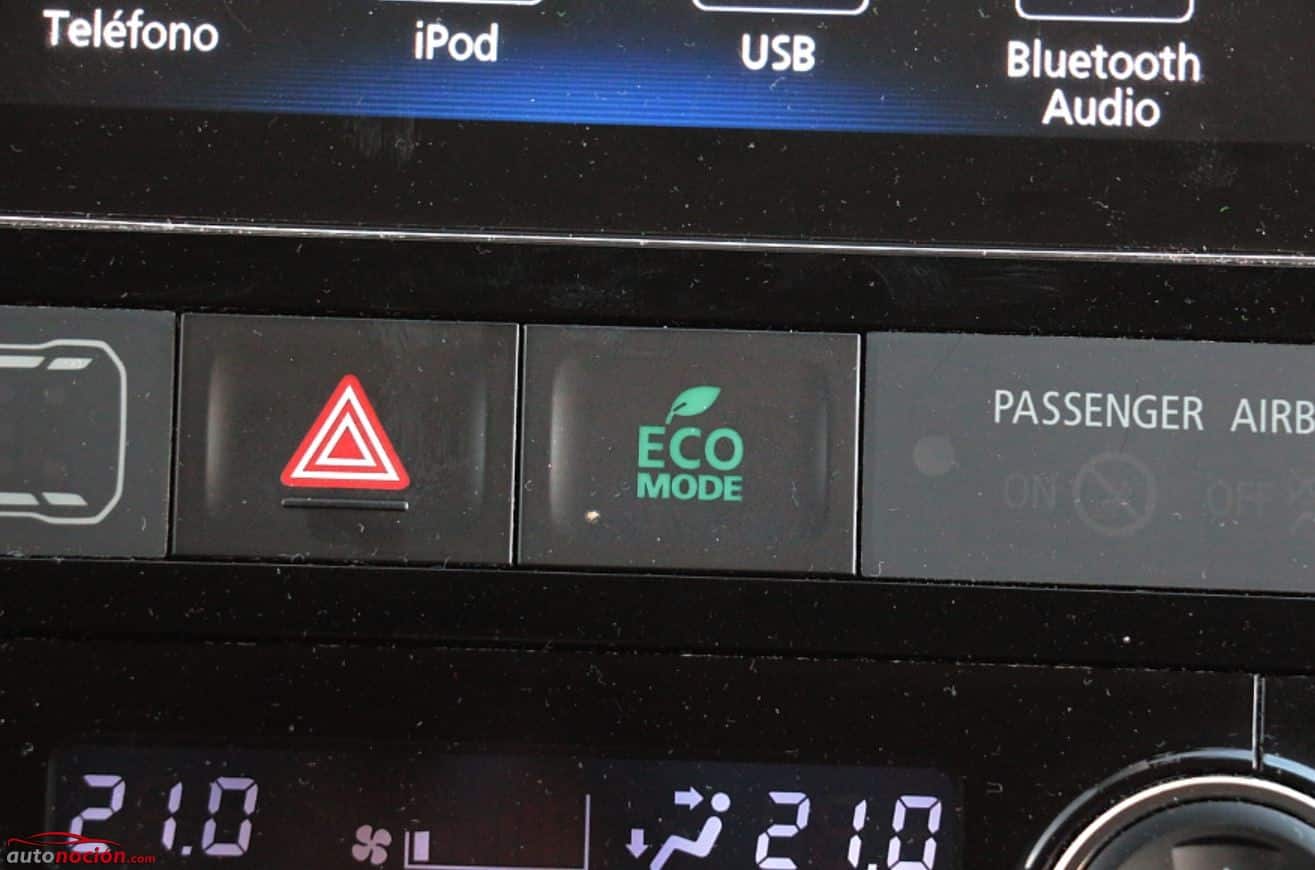 Teléfono
iPod
USB
Bluetooth
Audio
ECO
MODE
PASSENGER AIRB
ON
OFF
21.0
21.0
autonoción.com